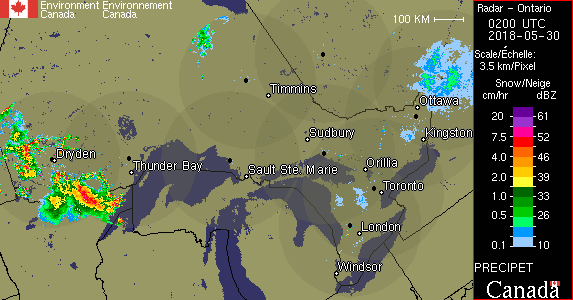 Environment Environnement
Canada Canada
100 KM
Timmins
Ottawa
Sudbury
Kingston
Dryden
Thunder Bay
Sault Ste. Marie
Orillia
Toronto
London
Windsor
Radar - Ontario
0200 UTC
2018-05-30
Scale/Échelle:
3.5 km/Pixel
Snow/Neige
cm/hr dBZ
20 61
7.5 52
4.0 46
2.0 39
1.0 33
0.5 26
0.1 10
PRECIPET
Canada